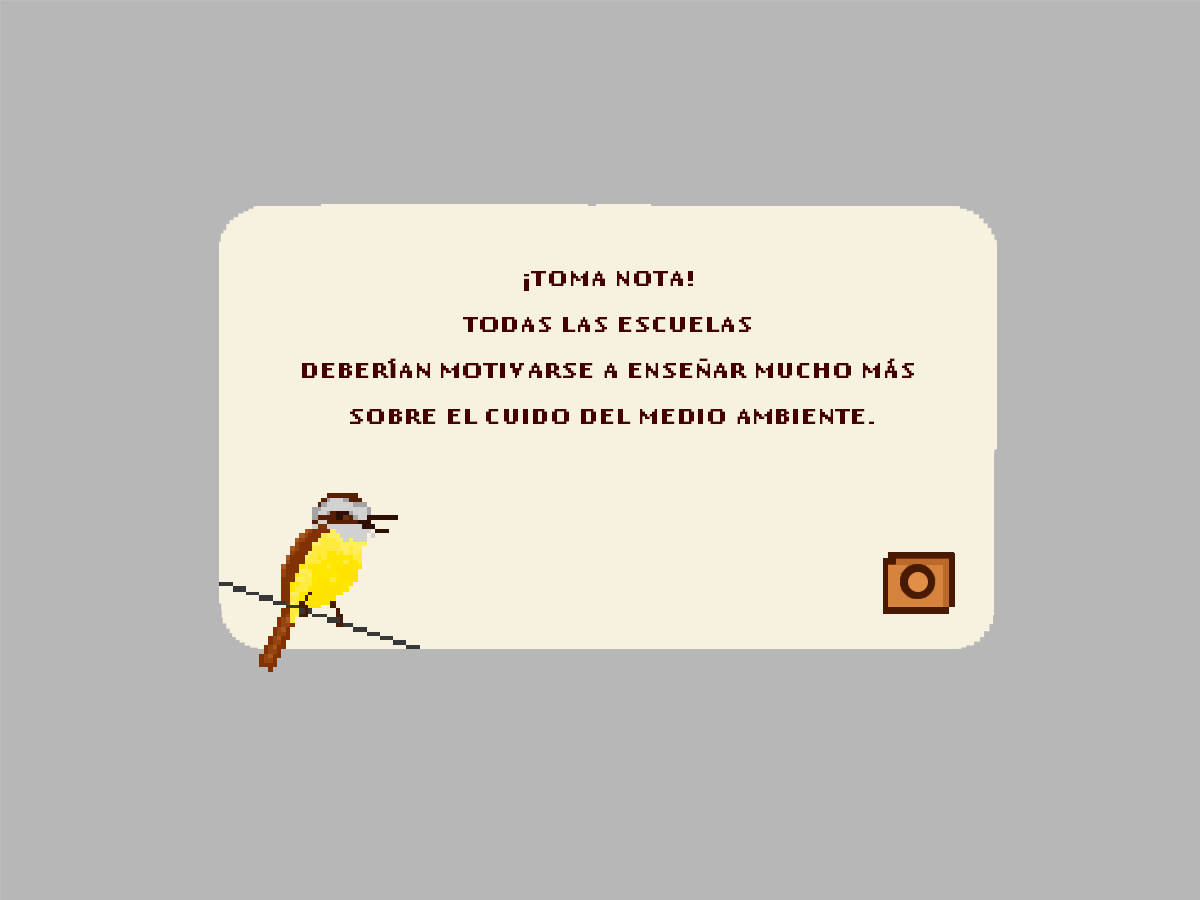 ¡TOMA NOTA!
TODAS LAS ESCUELAS
DEBERÍAN MOTIVARSE A ENSEÑAR MUCHO MÁS
SOBRE EL CUIDO DEL MEDIO AMBIENTE.